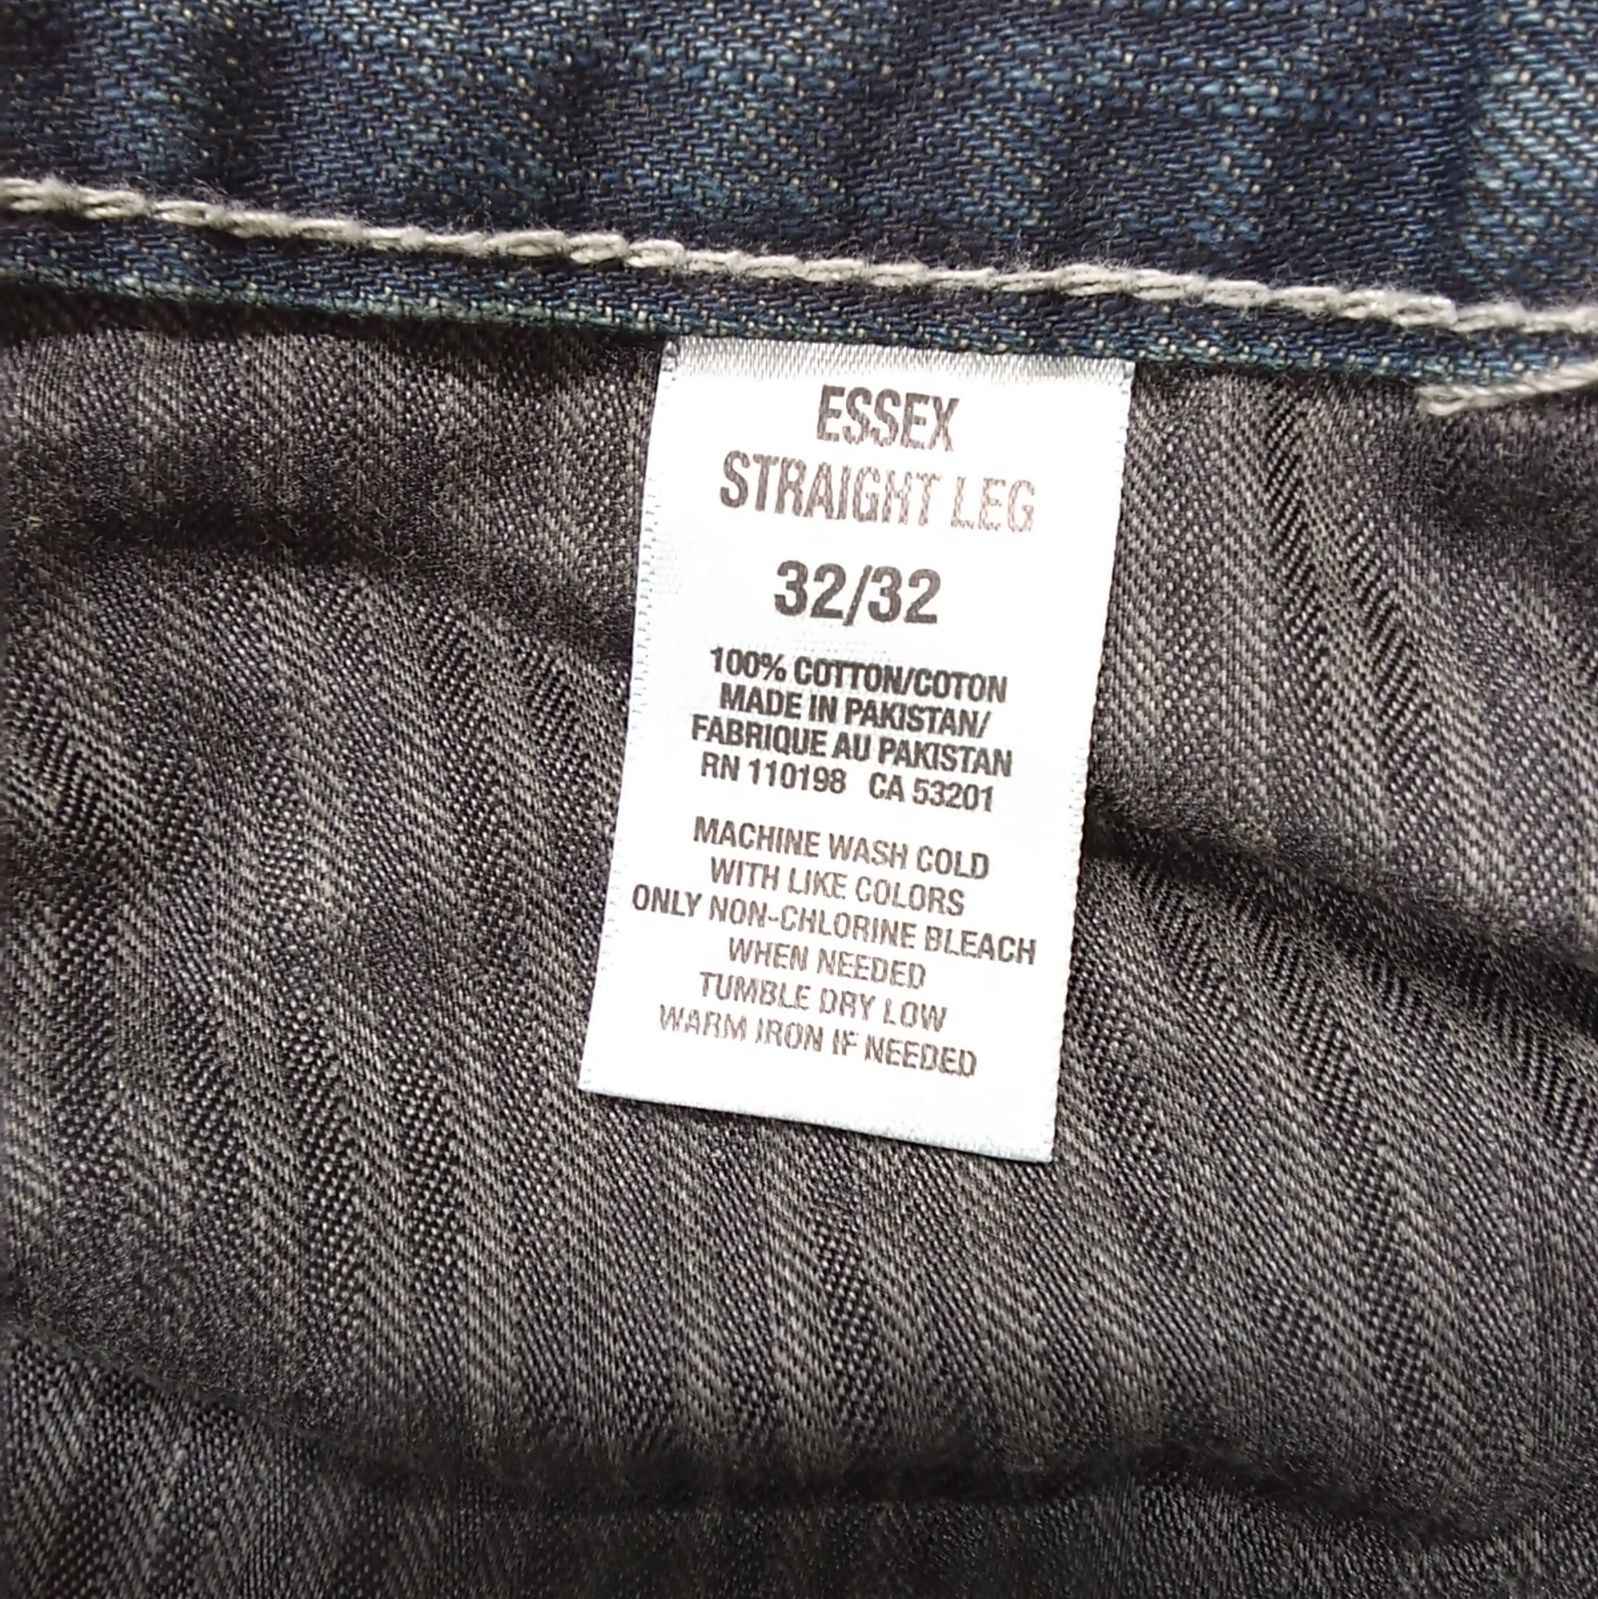 ESSEX
STRAIGHT LEG
32/32
100% COTTON/COTON
MADE IN PAKISTAN/
FABRIQUE AU PAKISTAN
RN 110198 CA 53201
MACHINE WASH COLD
WITH LIKE COLORS
ONLY NON-CHLORINE BLEACH
WHEN NEEDED
TUMBLE DRY LOW
WARM IRON IF NEEDED